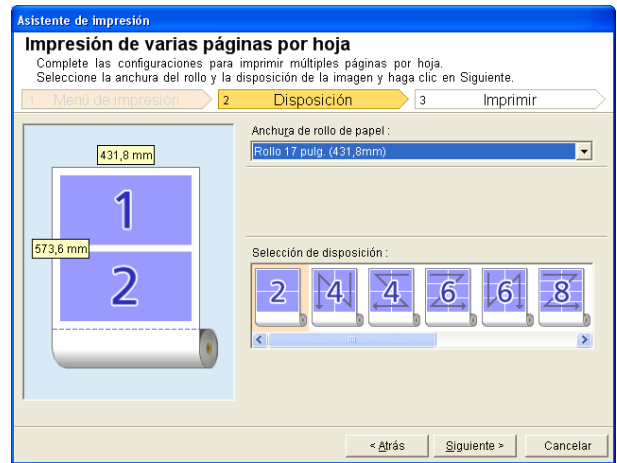 Asistente de impresión
Impresión de varias páginas por hoja
Complete las configuraciones para imprimir múltiples páginas por hoja.
Seleccione la anchura del rollo y la disposición de la imagen y haga clic en Siguiente.
1 Menú de impresión 2 Disposición 3 Imprimir
Anchura de rollo de papel :
Rollo 17 pulg. (431,8mm)
431,8 mm
1
573,6 mm
2
Selección de disposición :
2 4 4 6 6 8
< Atrás Siguiente > Cancelar